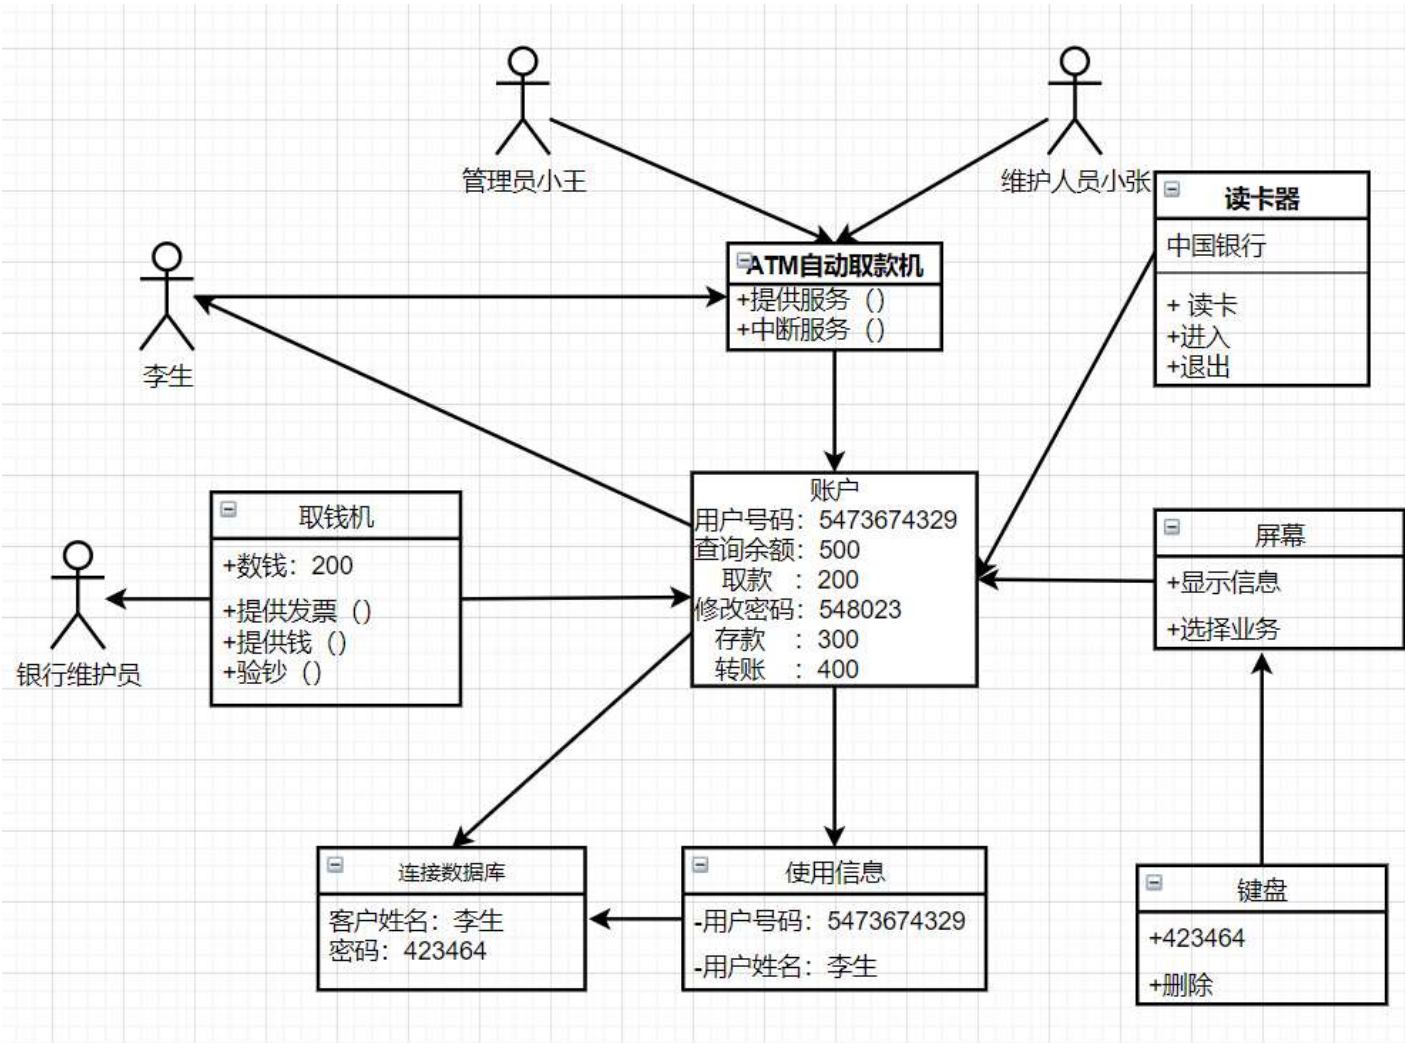 管理员小王
维护人员小张
读卡器
中国银行
+ 读卡
+进入
+退出
ATM自动取款机
+提供服务（）
+中断服务（）
李生
取钱机
+数钱：200
+提供发票（）
+提供钱（）
+验钞（）
银行维护员
账户
用户号码：5473674329
查询余额：500
取款 ：200
修改密码：548023
存款 ：300
转账 ：400
屏幕
+显示信息
+选择业务
连接数据库
客户姓名：李生
密码：423464
使用信息
-用户号码：5473674329
-用户姓名：李生
键盘
+423464
+删除